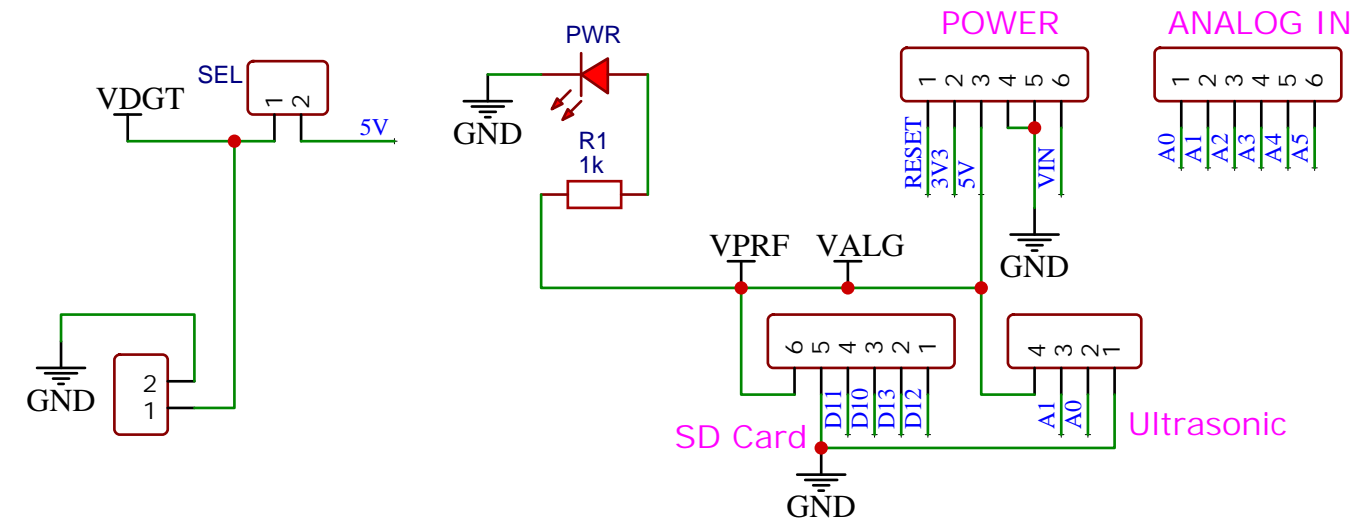 POWER
ANALOG IN
PWR
SEL
VDGT
1 2
5V
GND
R1
1k
1 2 3 4 5 6
RESET
3V3
5V
VIN
GND
1 2 3 4 5 6
A0
A1
A2
A3
A4
A5
VPRF
VALG
6 5 4 3 2 1
D11
D10
D13
D12
SD Card
GND
4 3 2 1
A1
A0
Ultrasonic
2
1
GND